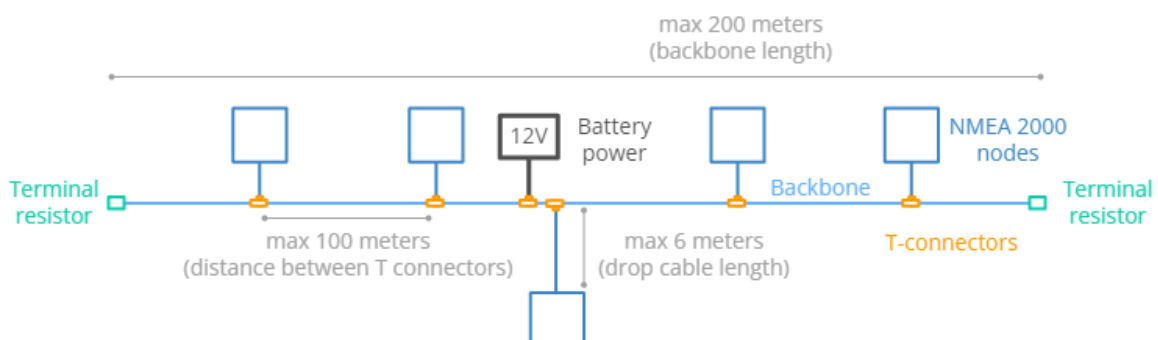 max 200 meters
(backbone length)
12V
Battery
power
NMEA 2000
nodes
Terminal
resistor
Backbone
Terminal
resistor
max 100 meters
(distance between T connectors)
max 6 meters
(drop cable length)
T-connectors